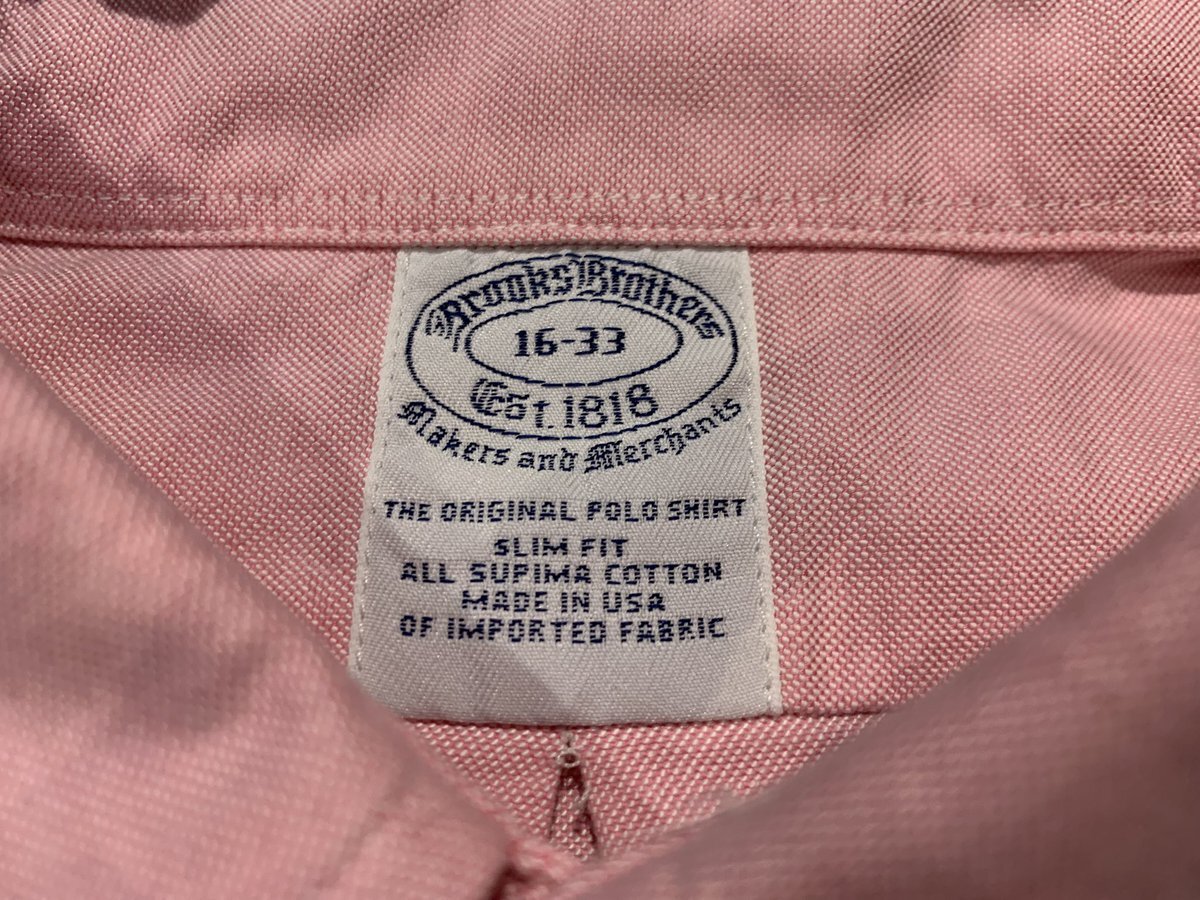 Brooks Brothers
16-33
Est. 1818
Makers and Merchants
THE ORIGINAL POLO SHIRT
SLIM FIT
ALL SUPIMA COTTON
MADE IN USA
OF IMPORTED FABRIC